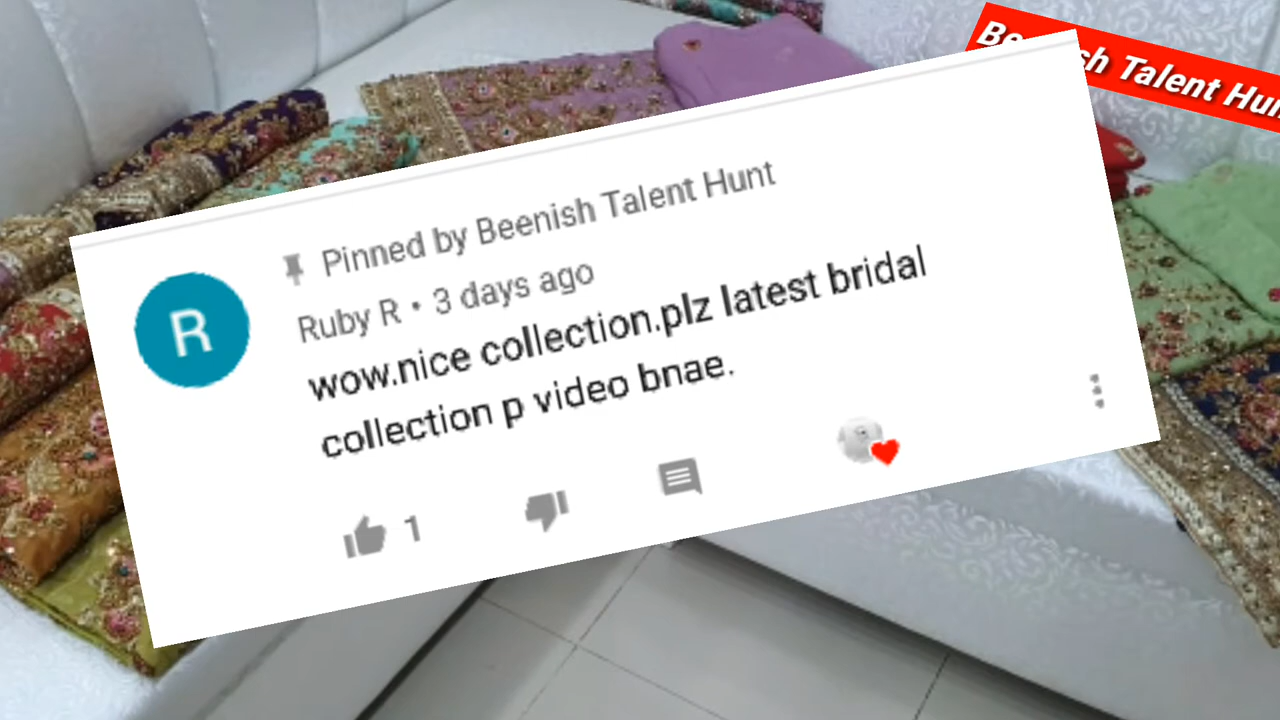 Pinned by Beenish Talent Hunt
Ruby R • 3 days ago
wow.nice collection.plz latest bridal
collection p video bnae.
1
R
Talent